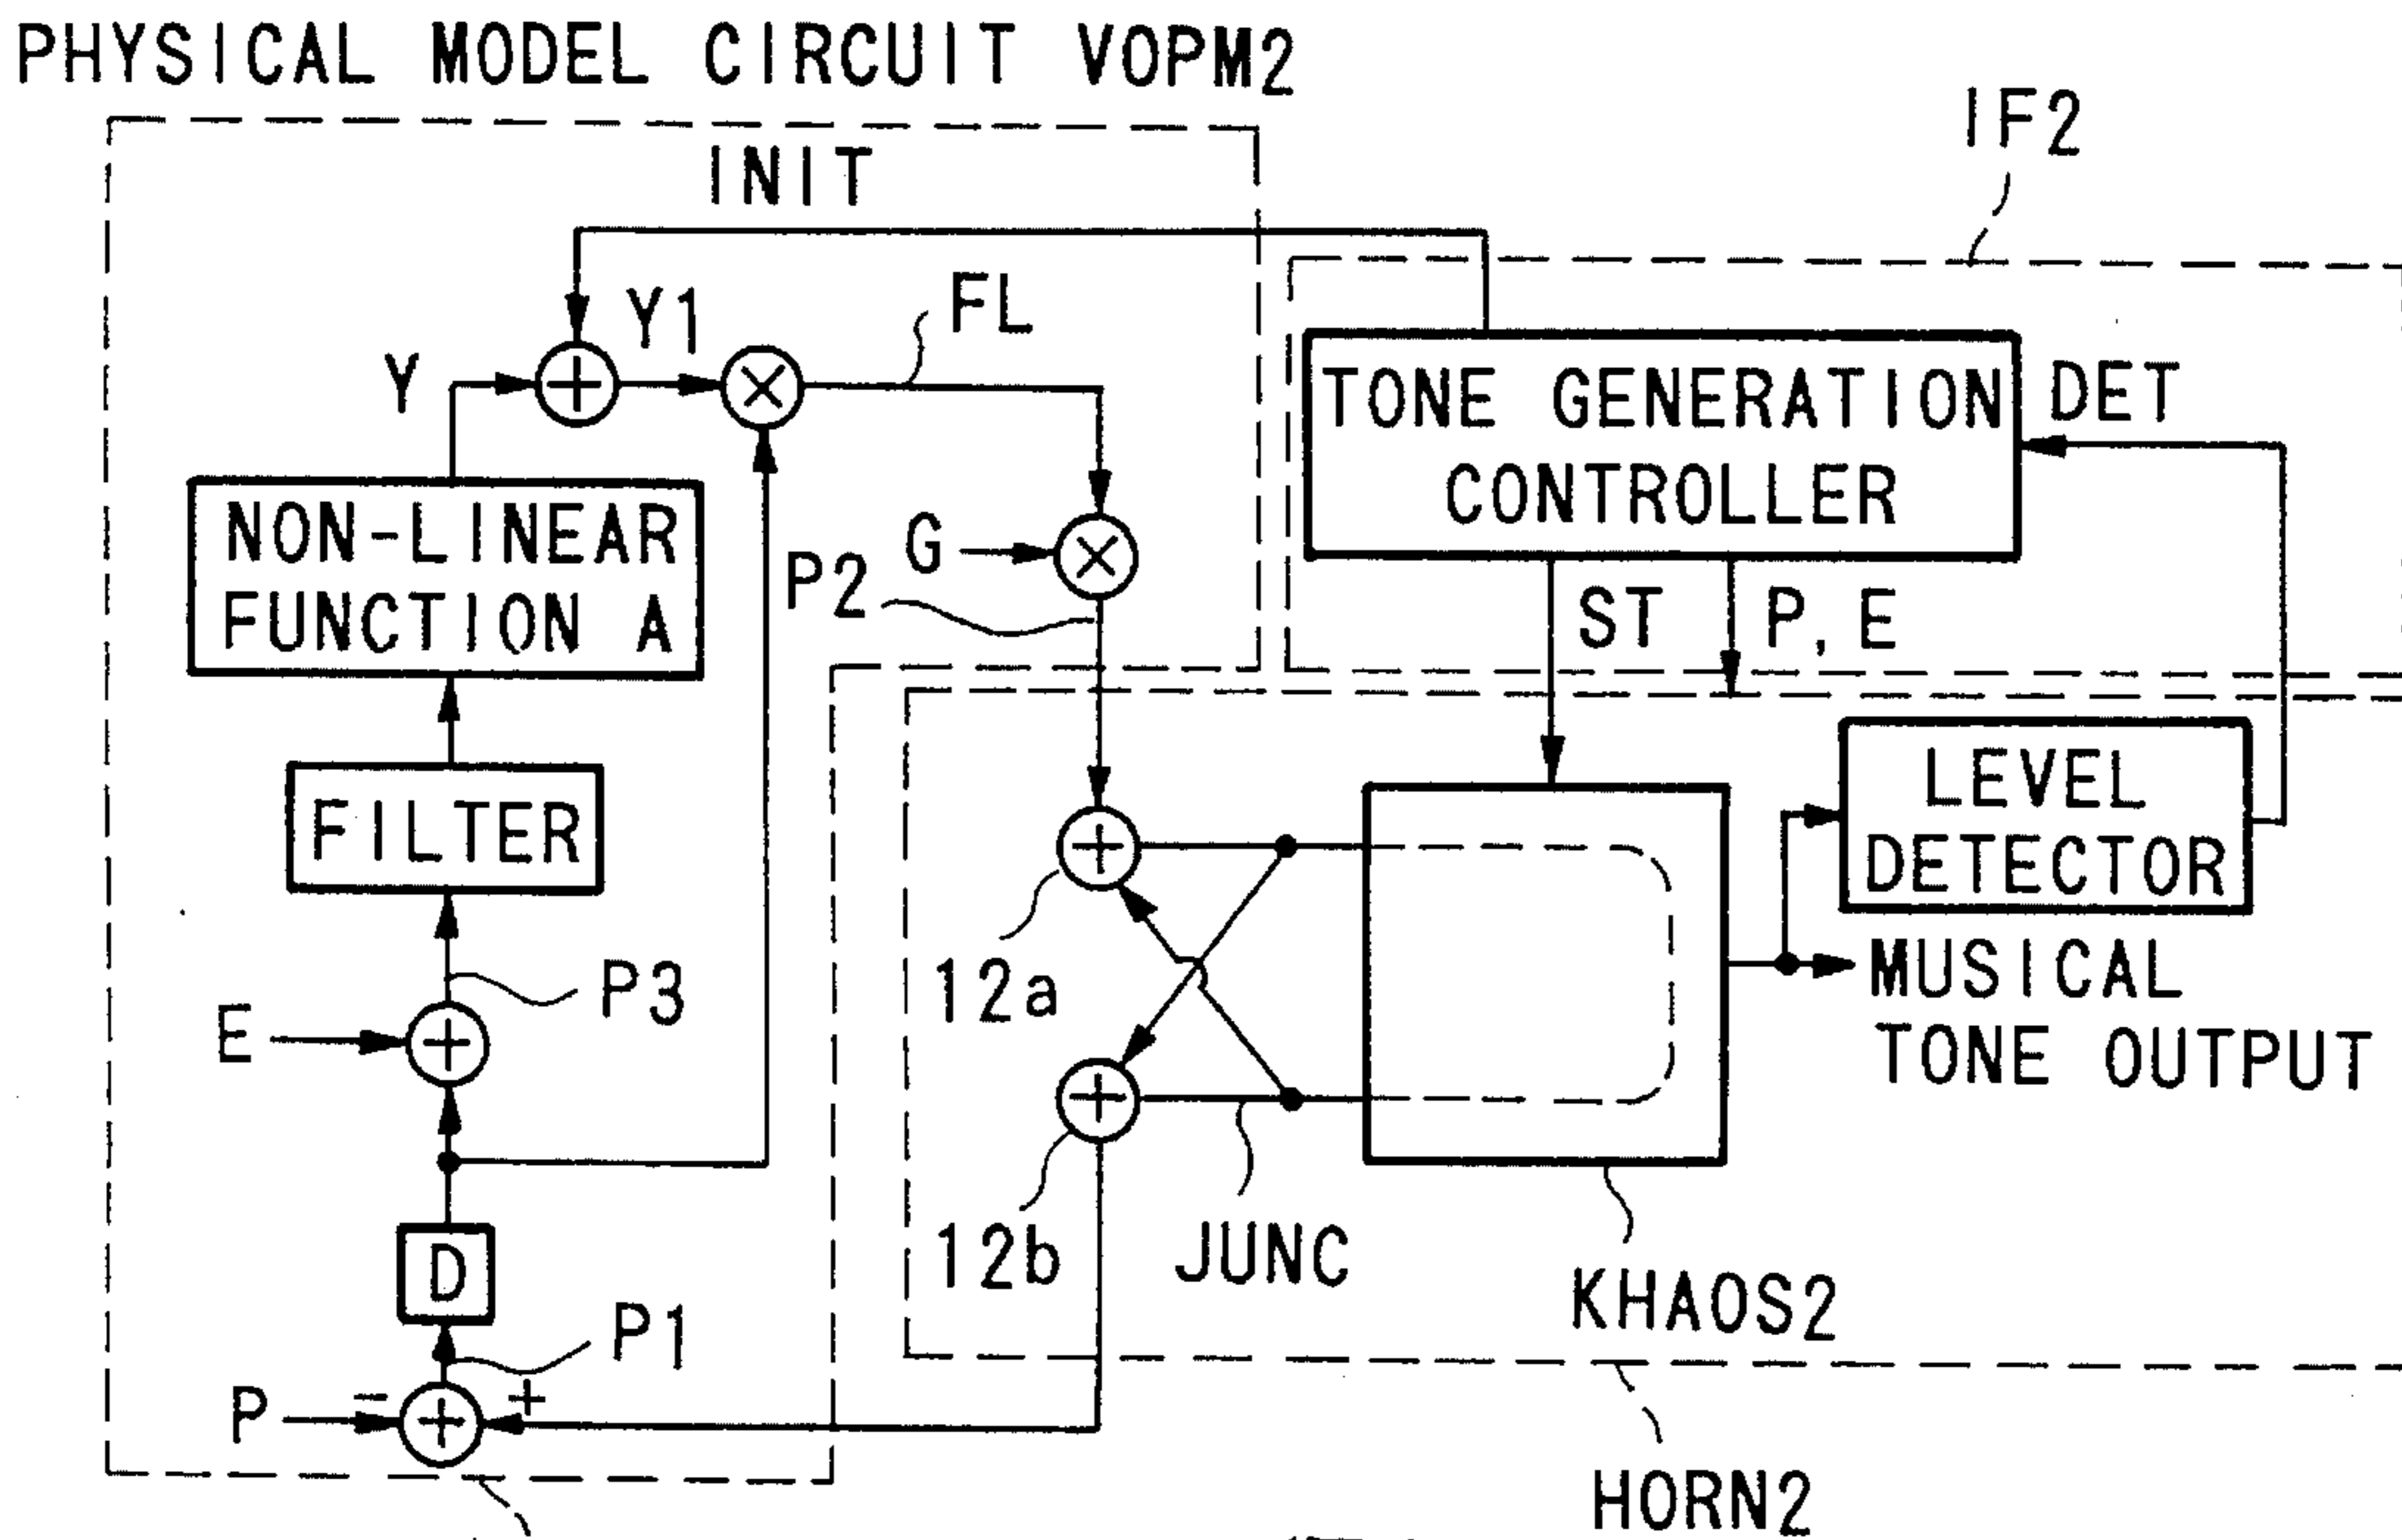 PHYSICAL MODEL CIRCUIT VOPM2
IF2
INIT
Y
Y1
FL
TONE GENERATION
CONTROLLER
DET
NON-LINEAR
FUNCTION A
G
P2
ST
P, E
FILTER
LEVEL
DETECTOR
E
P3
12a
MUSICAL
TONE OUTPUT
D
12b
JUNC
KHAOS2
P1
P
-
+
HORN2